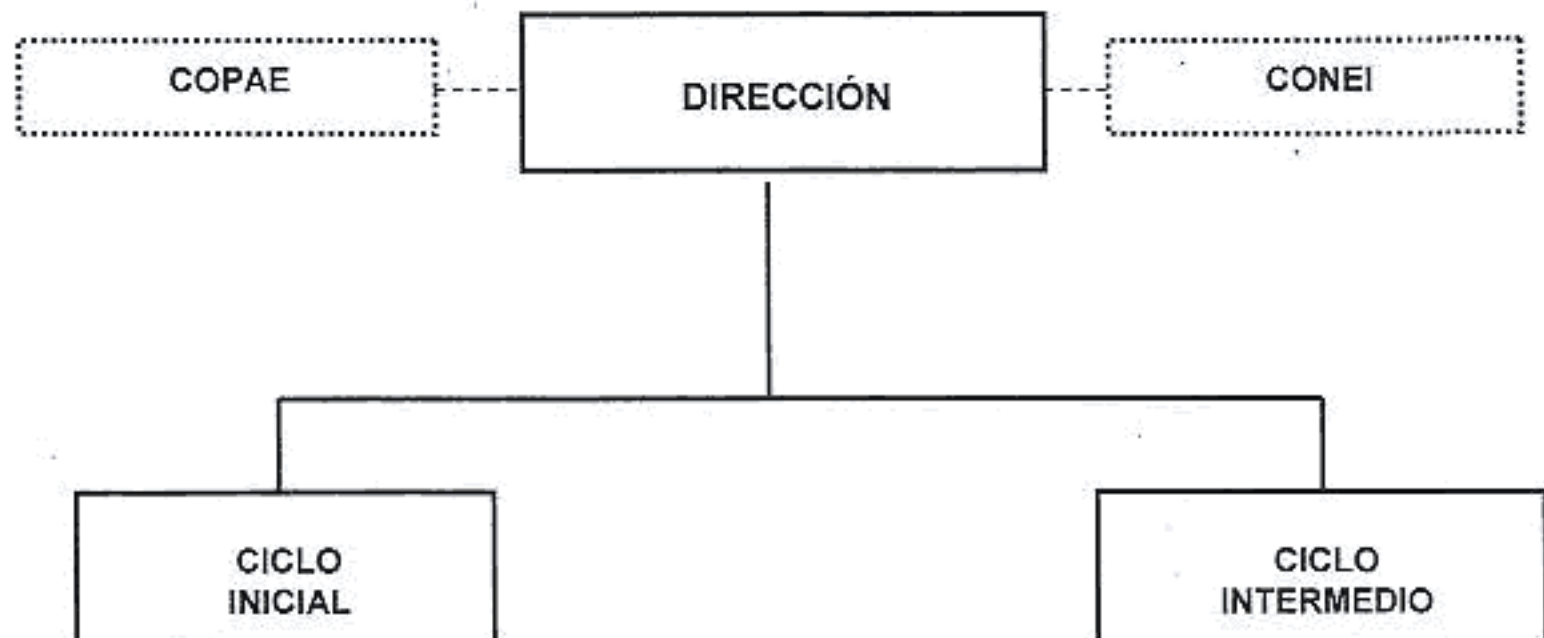 COPAE
DIRECCIÓN
CONEI
CICLO
INICIAL
CICLO
INTERMEDIO